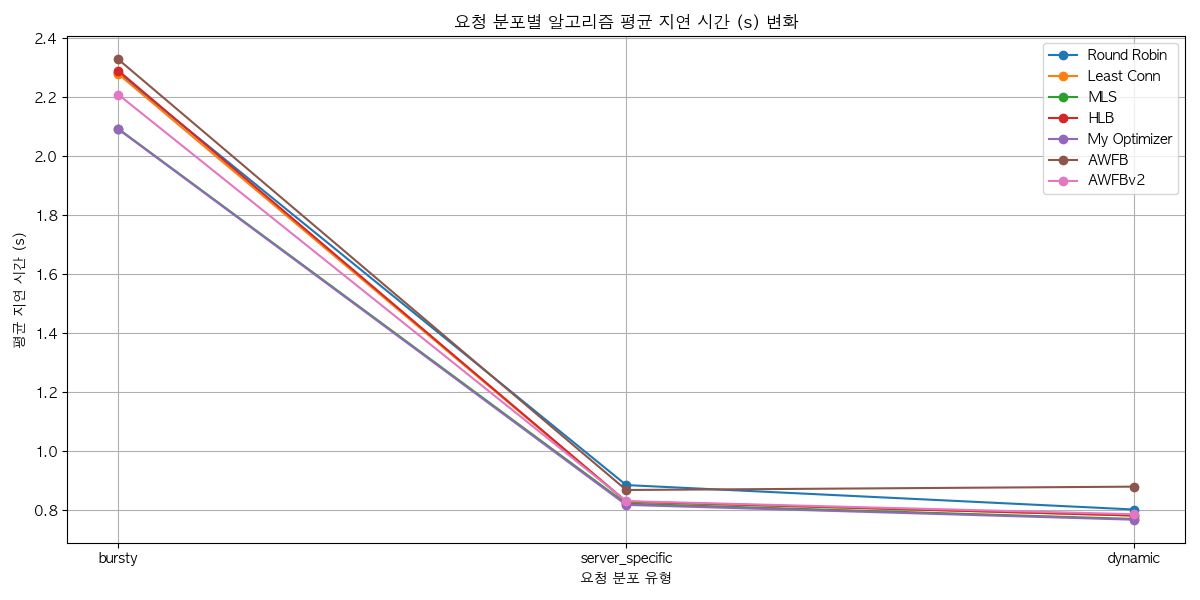 요청 분포별 알고리즘 평균 지연 시간 (s) 변화
평균 지연 시간 (s)
2.4
2.2
2.0
1.8
1.6
1.4
1.2
1.0
0.8
Round Robin
Least Conn
MLS
HLB
My Optimizer
AWFB
AWFBv2
bursty
server_specific
dynamic
요청 분포 유형